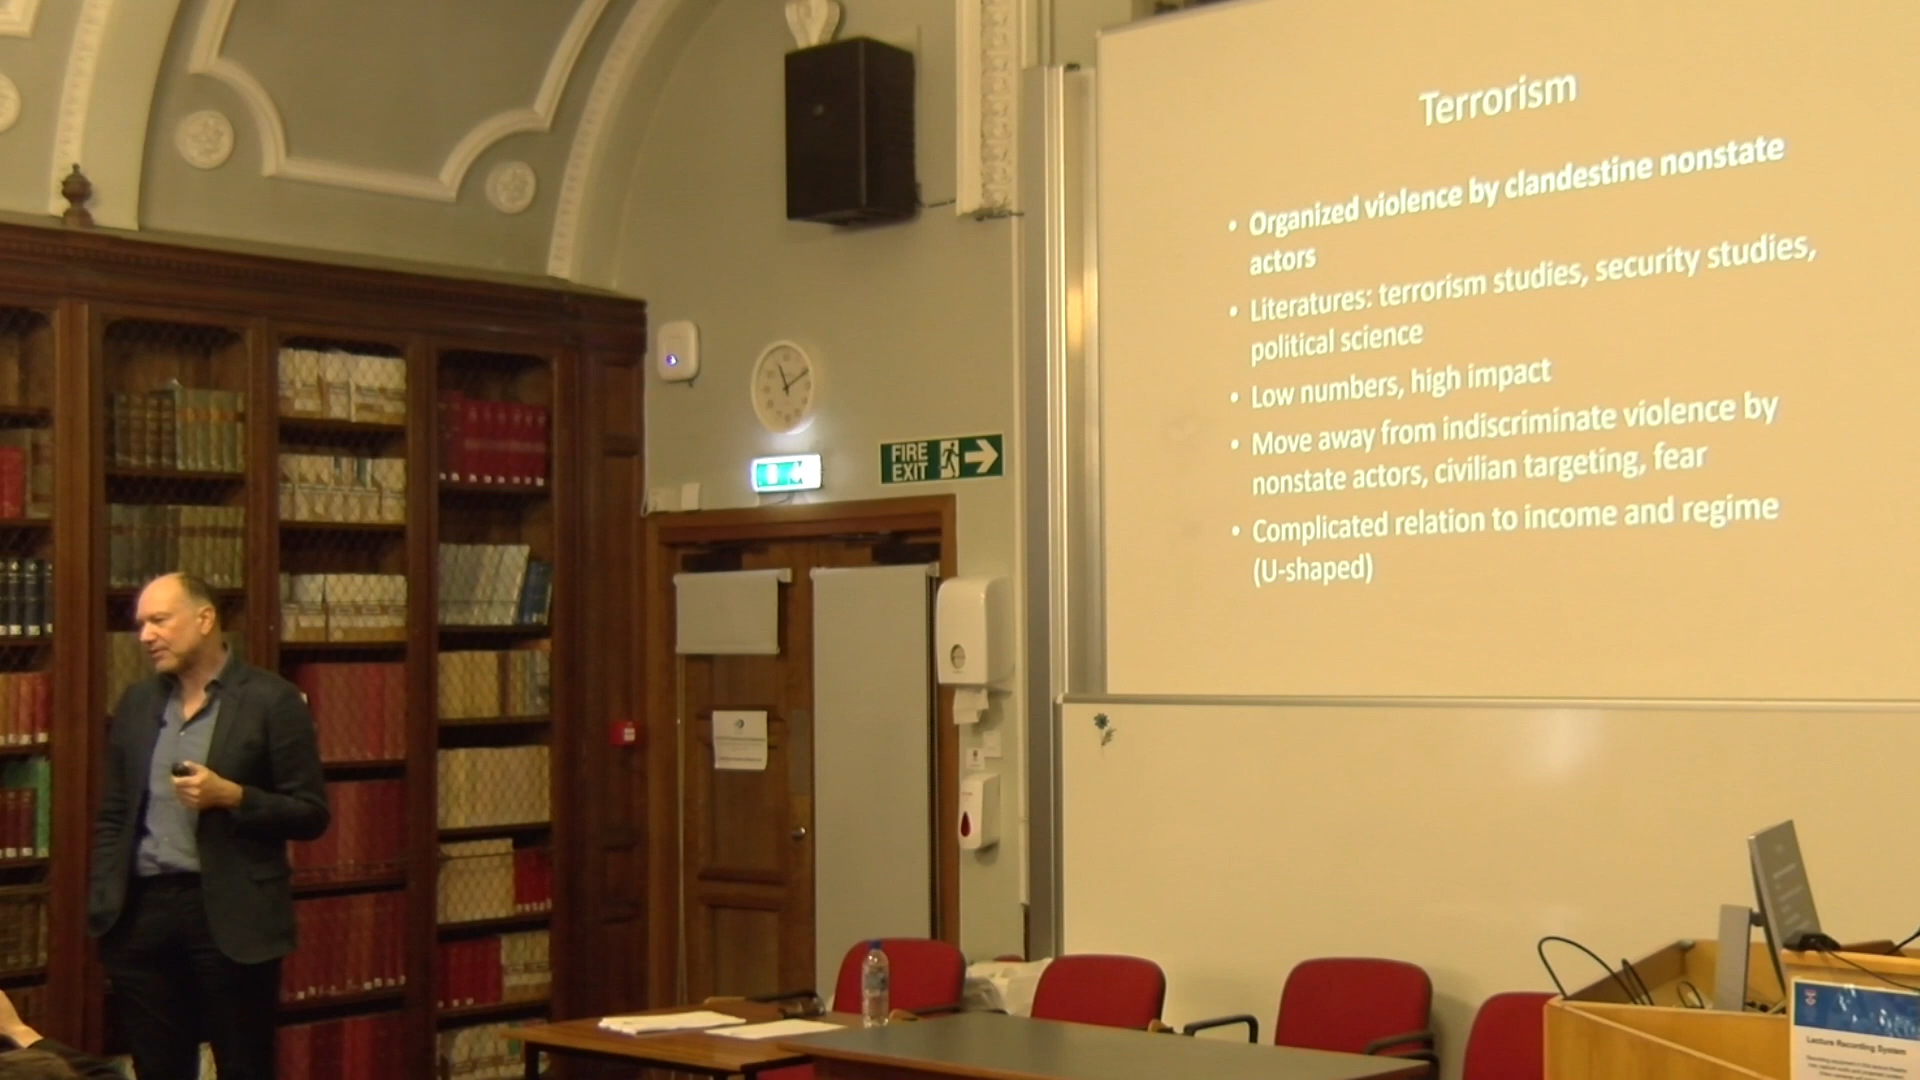 Terrorism
• Organized violence by clandestine nonstate
actors
• Literatures: terrorism studies, security studies,
political science
• Low numbers, high impact
• Move away from indiscriminate violence by
nonstate actors, civilian targeting, fear
• Complicated relation to income and regime
(U-shaped)
FIRE
EXIT
Lecture Recording System